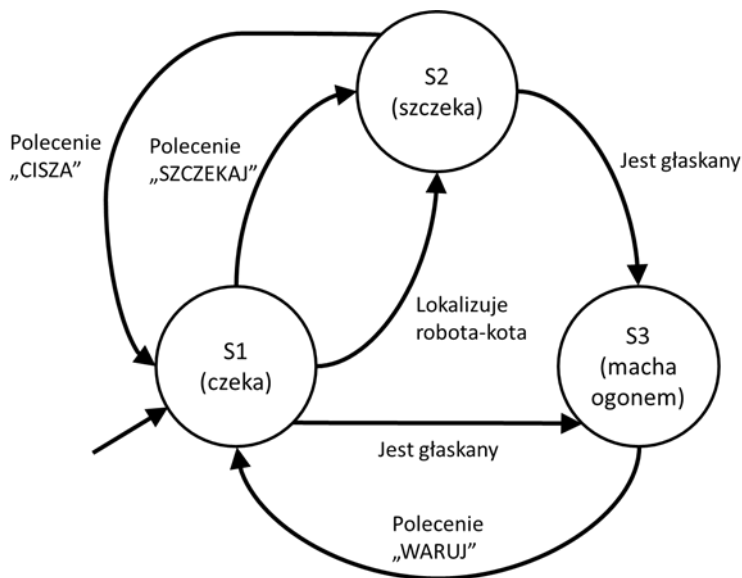 S2
(szczeka)
Polecenie
„CISZA”
Polecenie
„SZCZEKAJ”
Jest głaskany
Lokalizuje
robota-kota
S1
(czeka)
S3
(macha
ogonem)
Jest głaskany
Polecenie
„WARUJ”